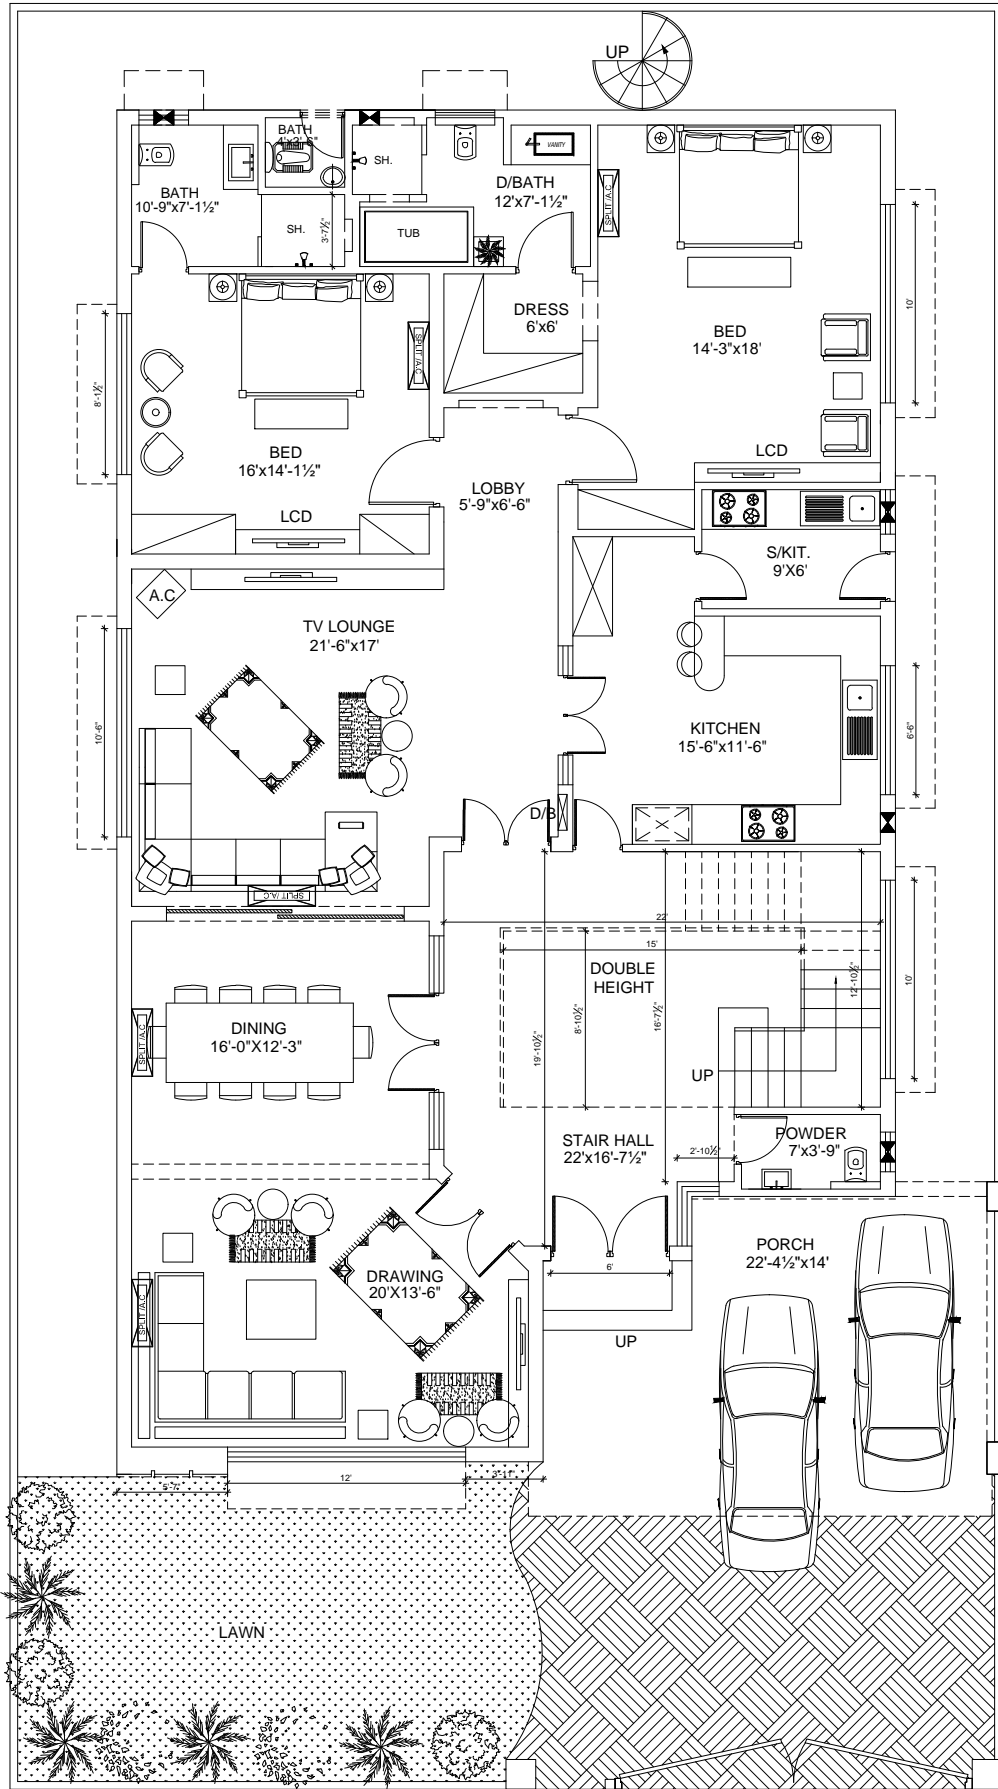 UP
BATH
4'x3'-6"
SH.
VANITY
BATH
10'-9"x7'-1½"
D/BATH
12'x7'-1½"
SPLIT /A.C
SH.
3'-7½"
TUB
DRESS
6'x6'
BED
14'-3"x18'
10'
SPLIT /A.C
8'-1½"
BED
16'x14'-1½"
LCD
LOBBY
5'-9"x6'-6"
LCD
S/KIT.
9'X6'
A.C
TV LOUNGE
21'-6"x17'
10'-6"
KITCHEN
15'-6"x11'-6"
6'-6"
D/B
SPLIT /A.C
22'
15'
DOUBLE
HEIGHT
19'-10½"
8'-10½"
16'-7½"
12'-10½"
10'
DINING
16'-0"X12'-3"
SPLIT /A.C
UP
STAIR HALL
22'x16'-7½"
2'-10½"
POWDER
7'x3'-9"
PORCH
22'-4½"x14'
DRAWING
20'X13'-6"
SPLIT /A.C
6'
UP
5'-7"
12'
3'-11"
LAWN